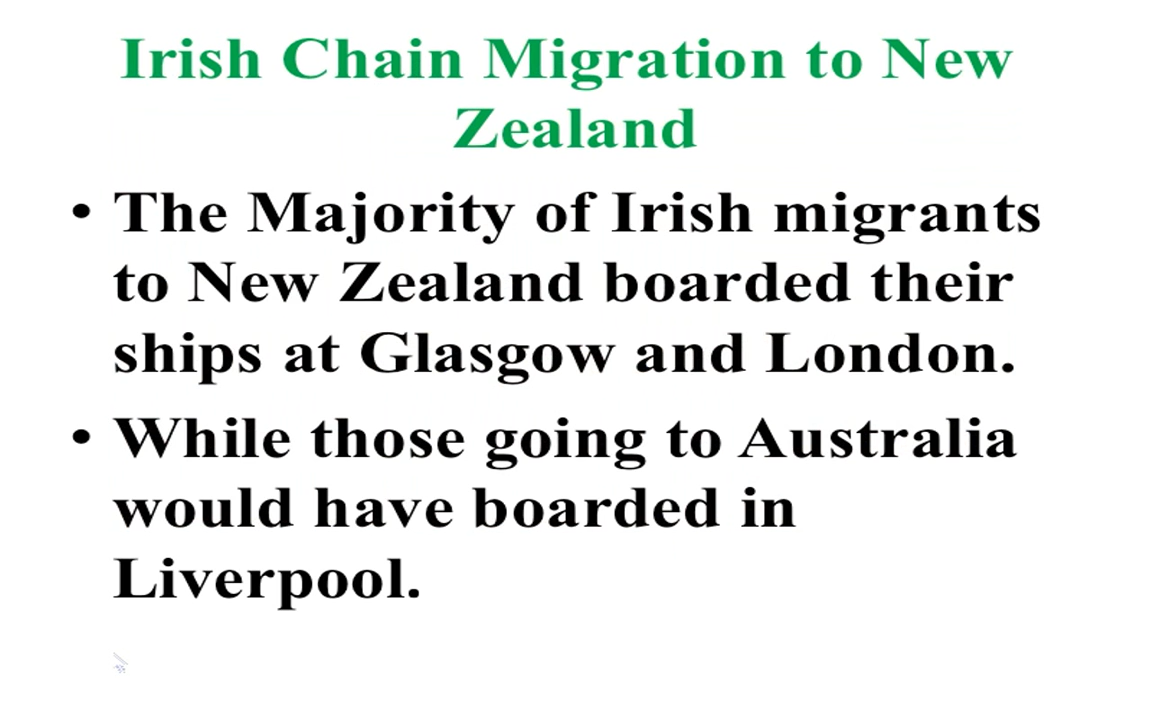 Irish Chain Migration to New
Zealand
• The Majority of Irish migrants
to New Zealand boarded their
ships at Glasgow and London.
• While those going to Australia
would have boarded in
Liverpool.